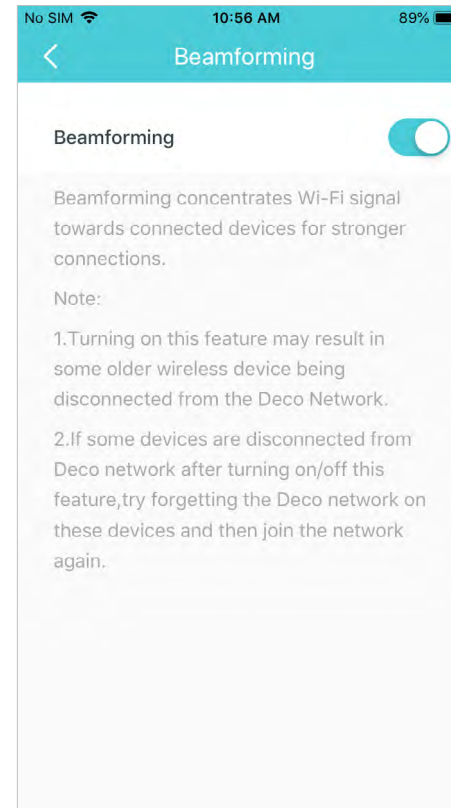 No SIM 10:56 AM 89%
Beamforming
Beamforming
Beamforming concentrates Wi-Fi signal
towards connected devices for stronger
connections.
Note:
1.Turning on this feature may result in
some older wireless device being
disconnected from the Deco Network.
2.If some devices are disconnected from
Deco network after turning on/off this
feature,try forgetting the Deco network on
these devices and then join the network
again.